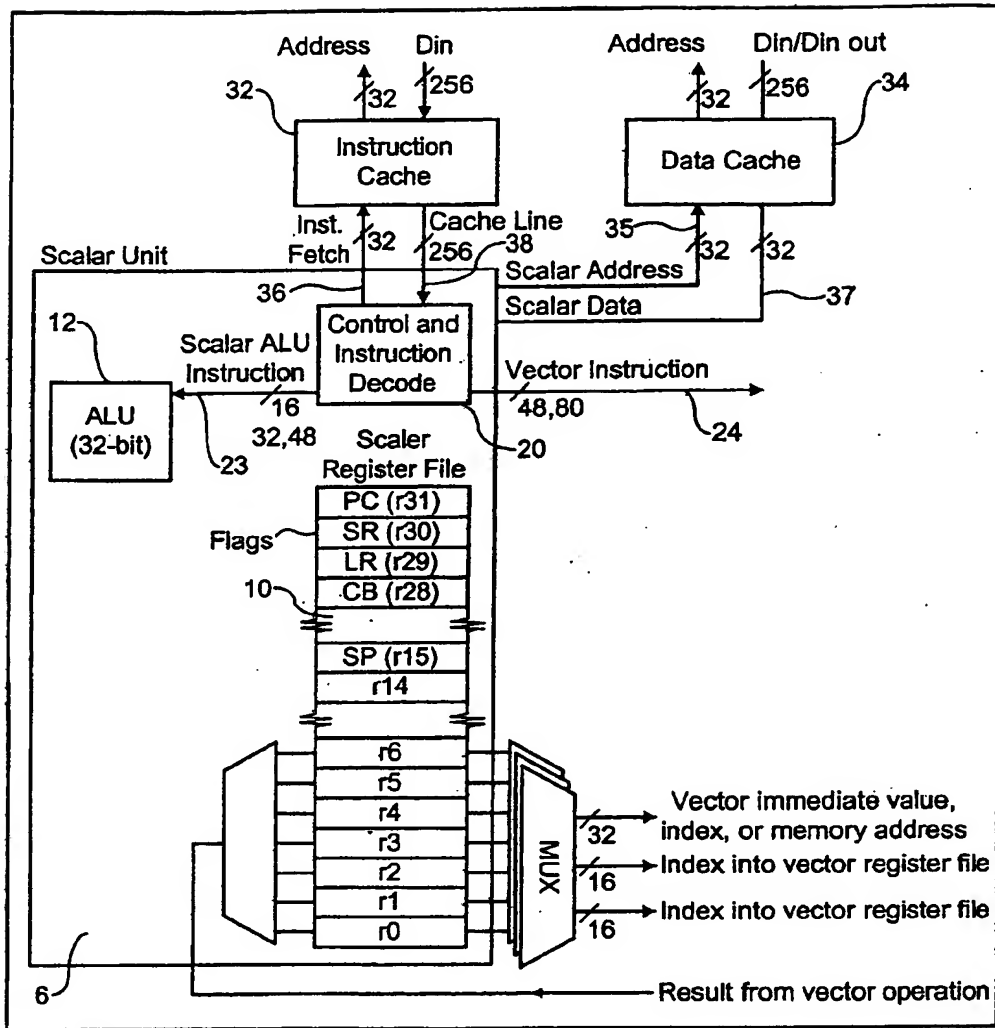 Address
Din
Address
Din/Din out
32
256
32
256
32
34
Instruction
Cache
Data Cache
Inst.
Fetch
32
Cache Line
256
38
35
32
32
Scalar Unit
36
Scalar Address
Scalar Data
37
12
Scalar ALU
Instruction
Control and
Instruction
Decode
Vector Instruction
16
32,48
48,80
ALU
(32-bit)
23
20
24
Scaler
Register File
PC (r31)
Flags
SR (r30)
LR (r29)
CB (r28)
10
SP (r15)
r14
r6
r5
r4
r3
r2
r1
r0
MUX
32
Vector immediate value,
index, or memory address
16
Index into vector register file
16
Index into vector register file
6
Result from vector operation